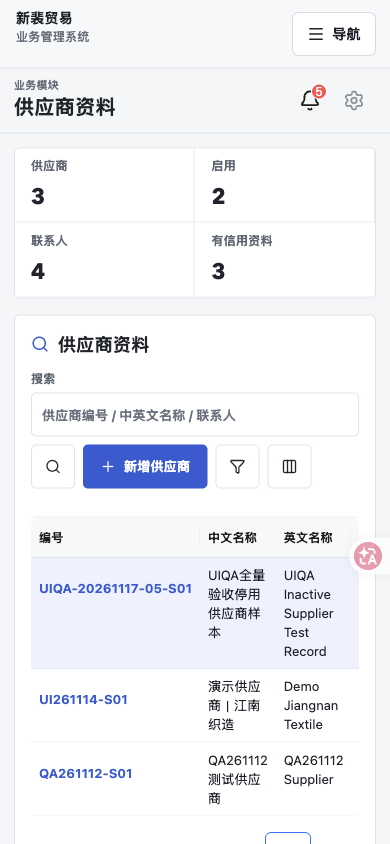 新裴贸易
业务管理系统
导航
业务模块
供应商资料
5
供应商
启用
3
2
联系人
有信用资料
4
3
供应商资料
搜索
供应商编号 / 中英文名称 / 联系人
新增供应商
编号 中文名称 英文名称
UIQA-20261117-05-S01
UIQA全量
验收停用
供应商样
本
UIQA
Inactive
Supplier
Test
Record
UI261114-S01
演示供应
商 | 江南
织造
Demo
Jiangnan
Textile
QA261112-S01
QA261112
测试供应
商
QA261112
Supplier